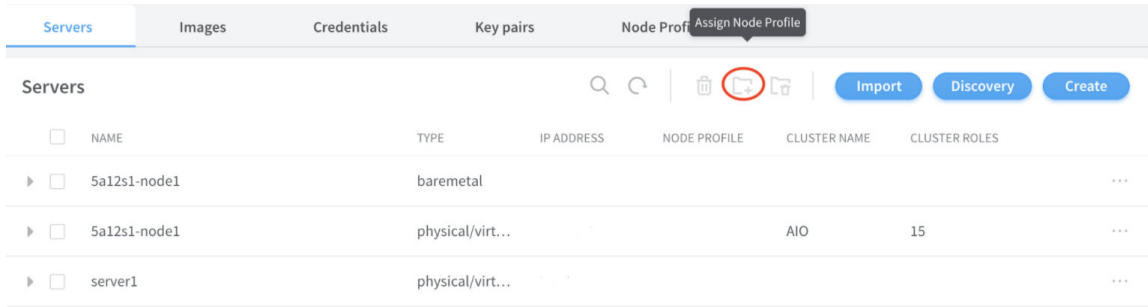 Servers Images Credentials Key pairs Node Profi Assign Node Profile
Servers Import Discovery Create
NAME TYPE IP ADDRESS NODE PROFILE CLUSTER NAME CLUSTER ROLES
5a12s1-node1 baremetal
5a12s1-node1 physical/virt... AIO 15
server1 physical/virt...